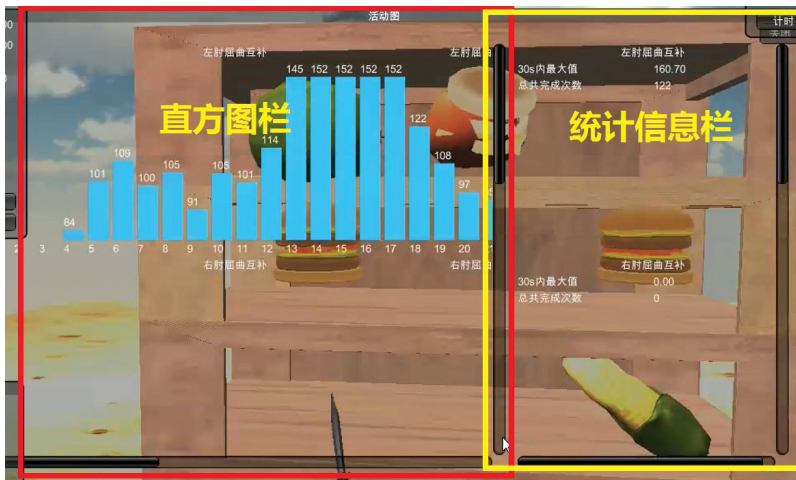 活动图
计时
关闭
左肘屈曲互补
左肘屈
左肘屈曲互补
30s内最大值 160.70
总共完成次数 122
直方图栏
统计信息栏
145 152 152 152 152
122
114
109
108
105
105
101
101
100
97
91
84
2 3 4 5 6 7 8 9 10 11 12 13 14 15 16 17 18 19 20
右肘屈曲互补
右肘屈曲
右肘屈曲互补
30s内最大值 0.00
总共完成次数 0